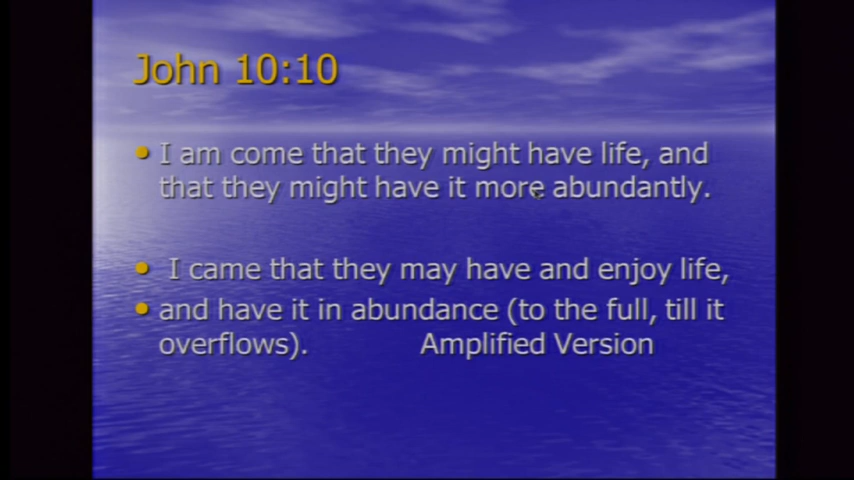 John 10:10
• I am come that they might have life, and
that they might have it more abundantly.
• I came that they may have and enjoy life,
• and have it in abundance (to the full, till it
overflows). Amplified Version